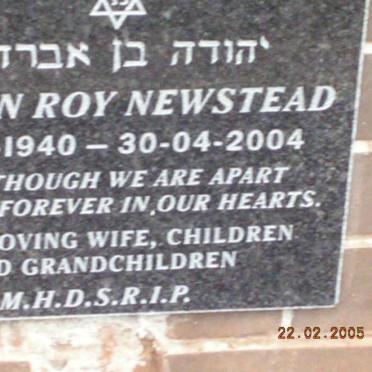 יהודה בן אברה
N ROY NEWSTEAD
1940 — 30-04-2004
THOUGH WE ARE APART
FOREVER IN OUR HEARTS.
OVING WIFE, CHILDREN
D GRANDCHILDREN
M.H.D.S.R.I.P.
22.02.2005